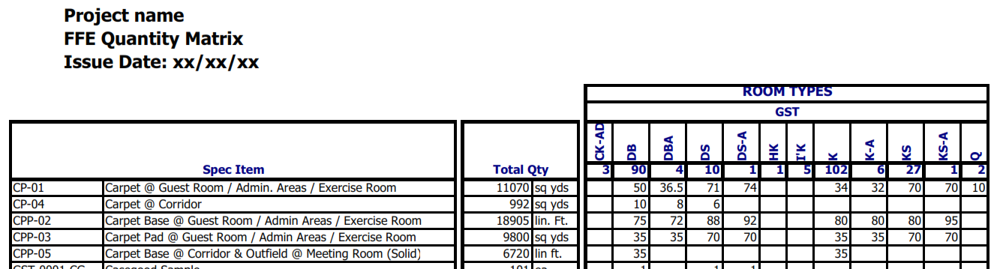 Project name
FFE Quantity Matrix
Issue Date: xx/xx/xx
ROOM TYPES
GST
Spec Item Total Qty CK-AD DB DBA DS DS-A HK I'K K K-A KS KS-A Q
3 90 4 10 1 1 5 102 6 27 1 2
CP-01 Carpet @ Guest Room / Admin. Areas / Exercise Room 11070 sq yds 50 36.5 71 74 34 32 70 70 10
CP-04 Carpet @ Corridor 992 sq yds 10 8 6
CPP-02 Carpet Base @ Guest Room / Admin Areas / Exercise Room 18905 lin. Ft. 75 72 88 92 80 80 80 95
CPP-03 Carpet Pad @ Guest Room / Admin Areas / Exercise Room 9800 sq yds 35 35 70 70 35 35 70 70
CPP-05 Carpet Base @ Corridor & Outfield @ Meeting Room (Solid) 6720 lin ft. 35 35
CST-0001-CG Casegood Sample 101 ea 1 1 1